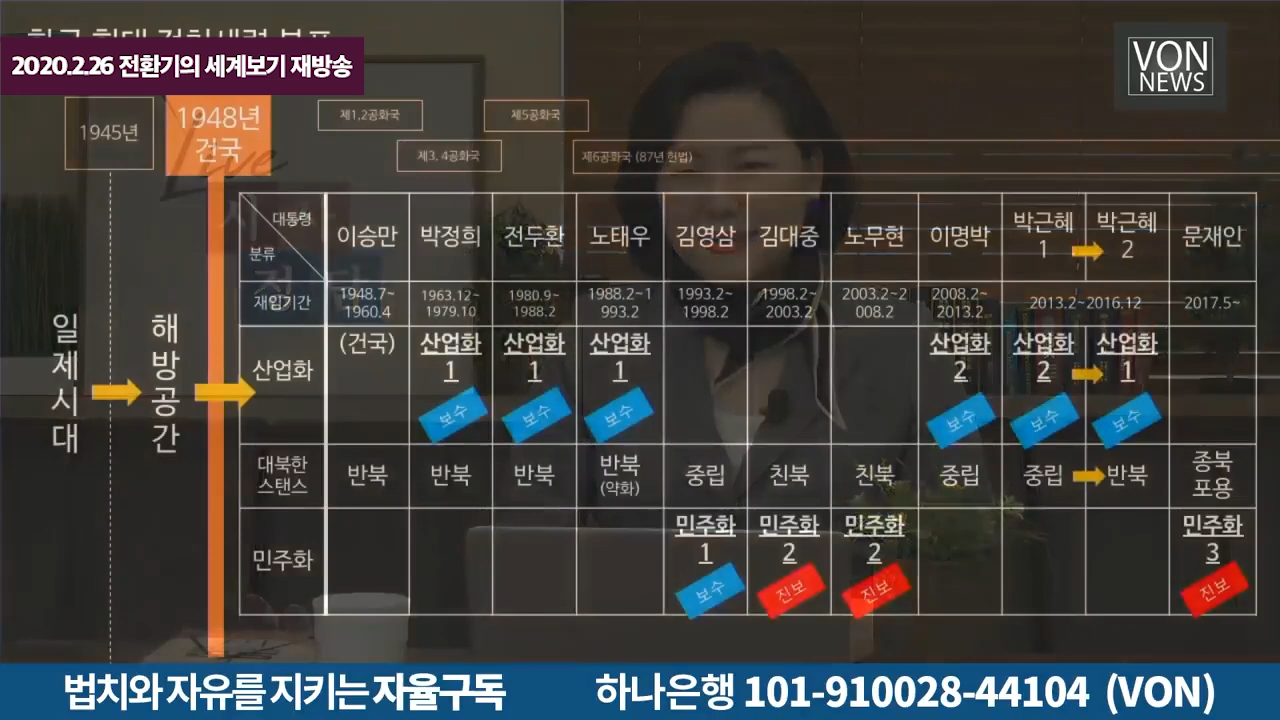 2020.2.26 전환기의 세계보기 재방송
VON
NEWS
1945년
1948년
건국
제1,2공화국
제3, 4공화국
제5공화국
제6공화국 (87년 헌법)
Live
일제시대
해방공간
대통령
분류
이승만
박정희
전두환
노태우
김영삼
김대중
노무현
이명박
박근혜
1
박근혜
2
문재인
재임기간
1948.7~
1960.4
1963.12~
1979.10
1980.9~
1988.2
1988.2~1
993.2
1993.2~
1998.2
1998.2~
2003.2
2003.2~2
008.2
2008.2~
2013.2
2013.2~2016.12
2017.5~
산업화
(건국)
산업화
1
보수
산업화
1
보수
산업화
1
보수
산업화
2
보수
산업화
2
보수
산업화
1
보수
대북한
스탠스
반북
반북
반북
반북
(약화)
중립
친북
친북
중립
중립
반북
종북
포용
민주화
민주화
1
보수
민주화
2
진보
민주화
2
진보
민주화
3
진보
법치와 자유를 지키는 자율구독
하나은행 101-910028-44104 (VON)